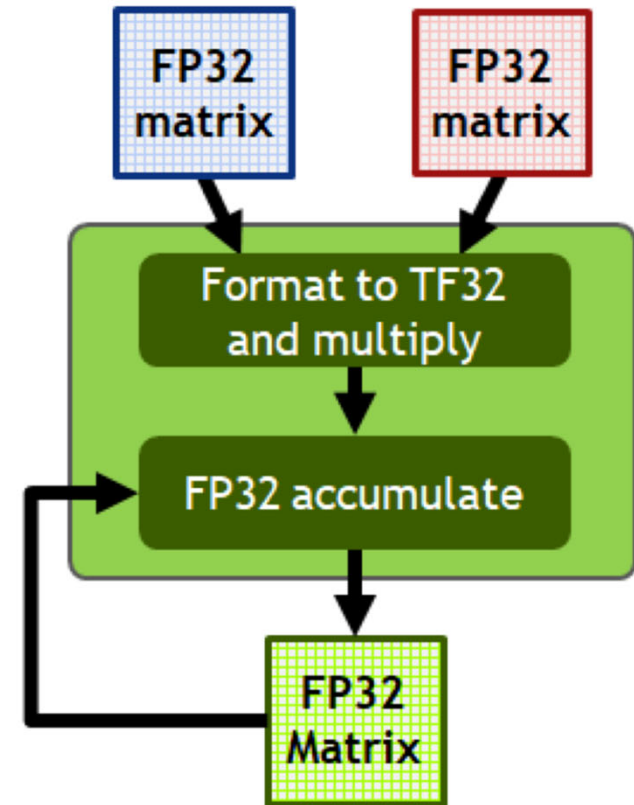 FP32
matrix
FP32
matrix
Format to TF32
and multiply
FP32 accumulate
FP32
Matrix